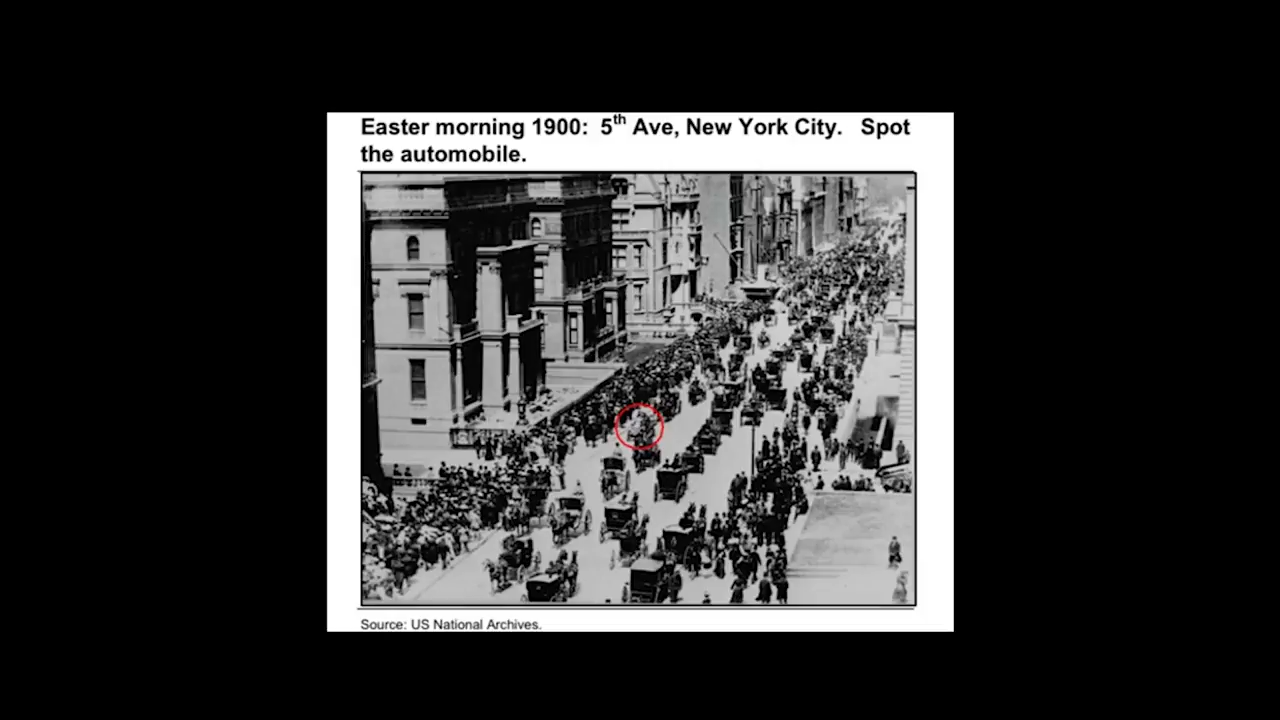 Easter morning 1900: 5th Ave, New York City. Spot
the automobile.
Source: US National Archives.